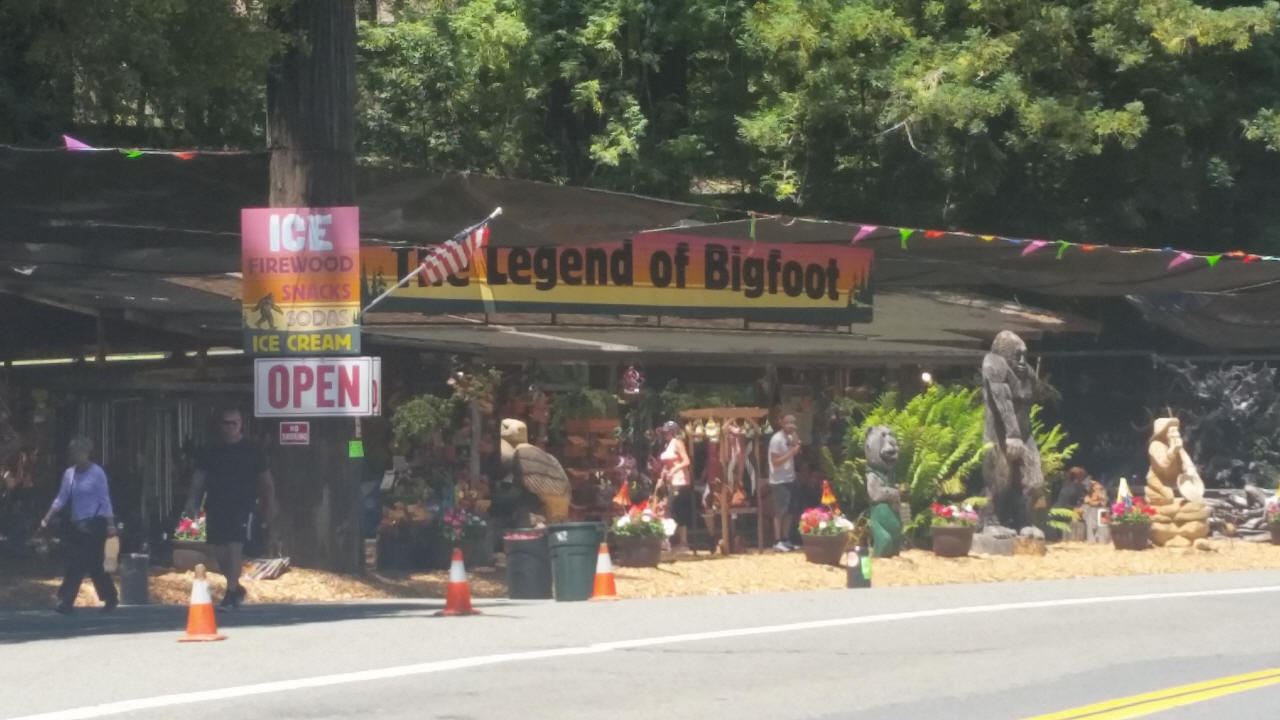 ICE
FIREWOOD
SNACKS
SODAS
ICE CREAM
The Legend of Bigfoot
OPEN
NO
SMOKING